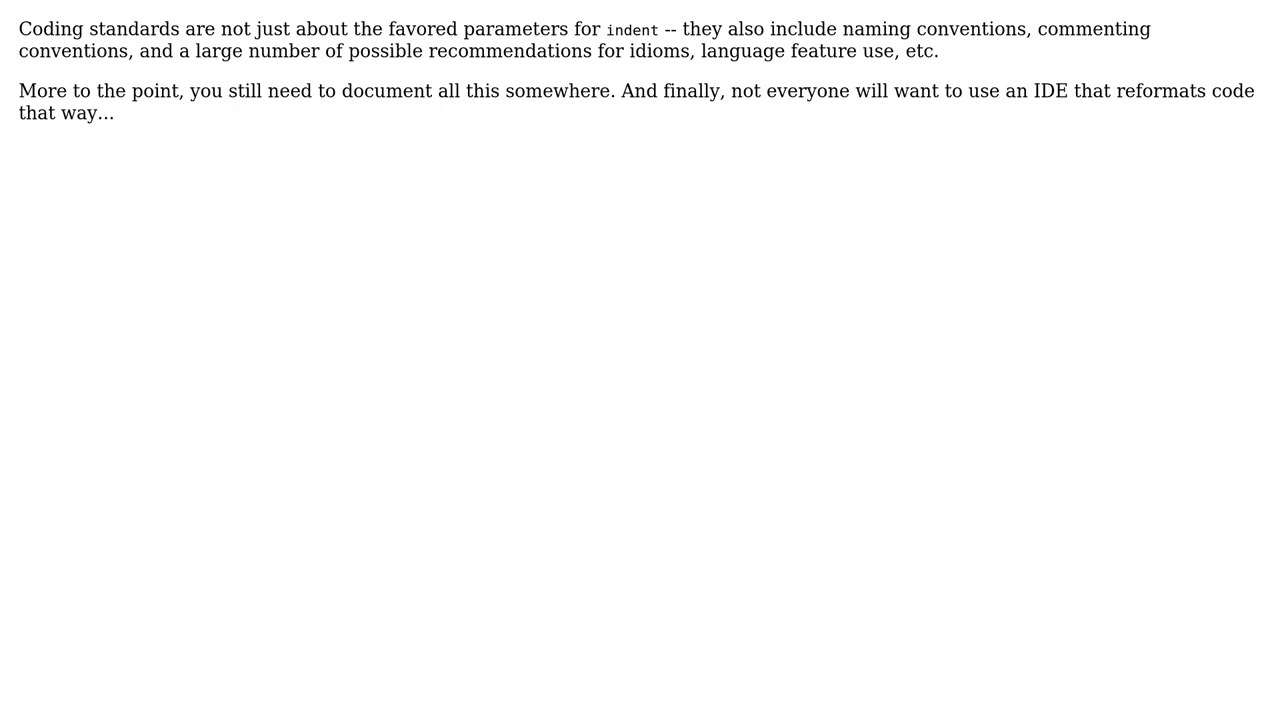 Coding standards are not just about the favored parameters for indent -- they also include naming conventions, commenting
conventions, and a large number of possible recommendations for idioms, language feature use, etc.
More to the point, you still need to document all this somewhere. And finally, not everyone will want to use an IDE that reformats code
that way...